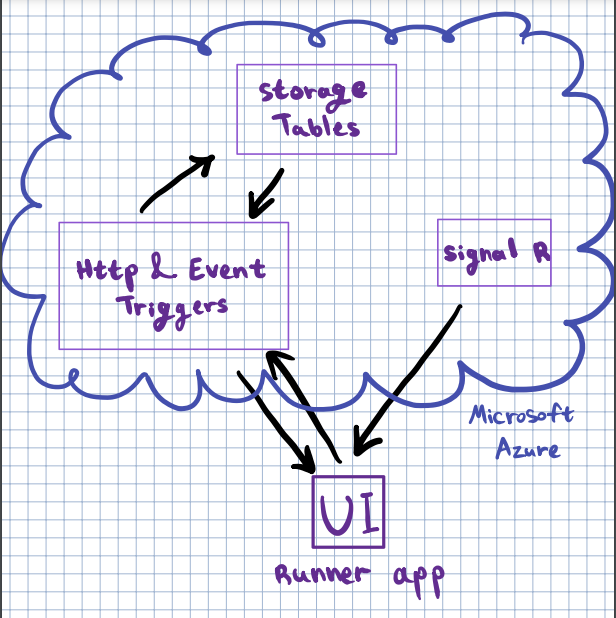 Storage
Tables
Http & Event
Triggers
Signal R
Microsoft
Azure
UI
Runner app